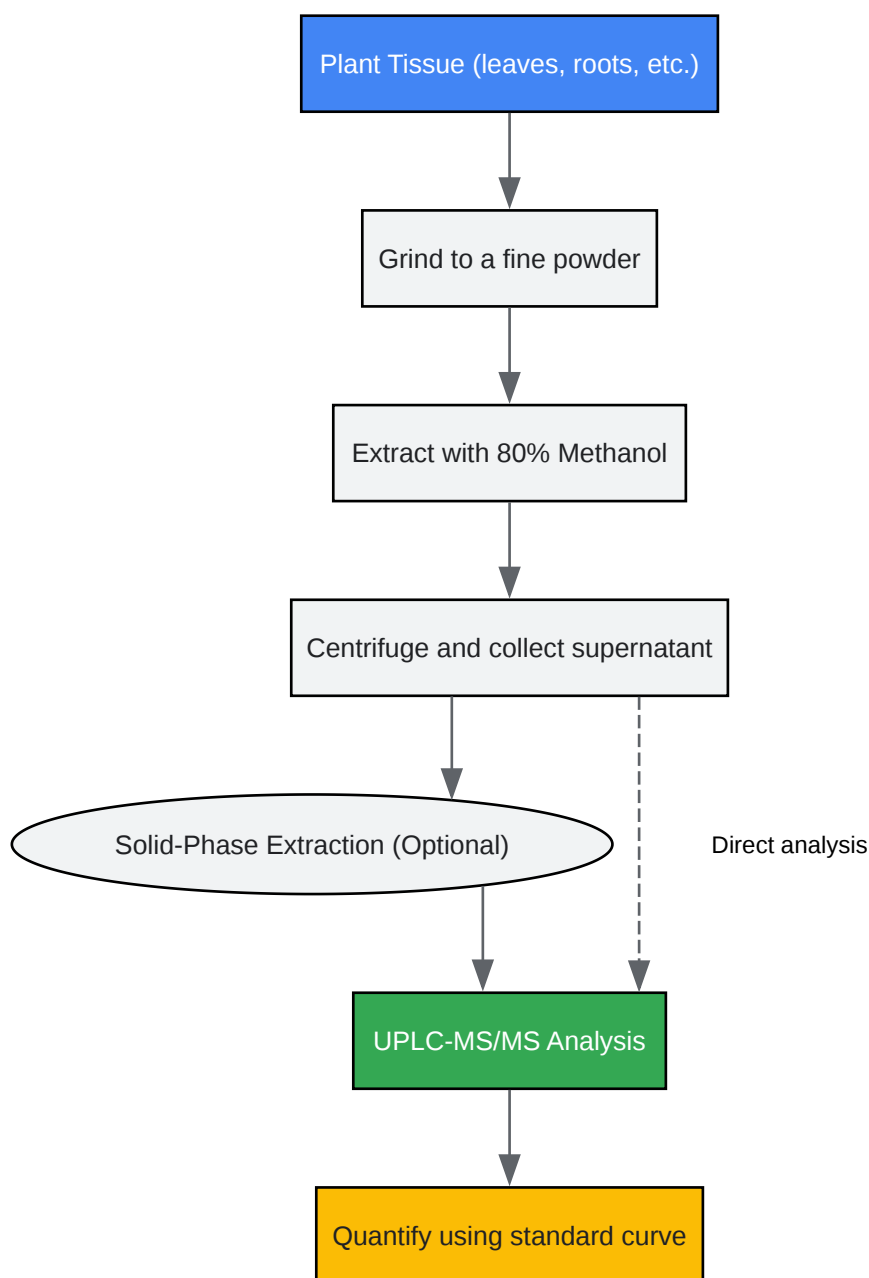 Plant Tissue (leaves, roots, etc.)
Grind to a fine powder
Extract with 80% Methanol
Centrifuge and collect supernatant
Solid-Phase Extraction (Optional)
Direct analysis
UPLC-MS/MS Analysis
Quantify using standard curve